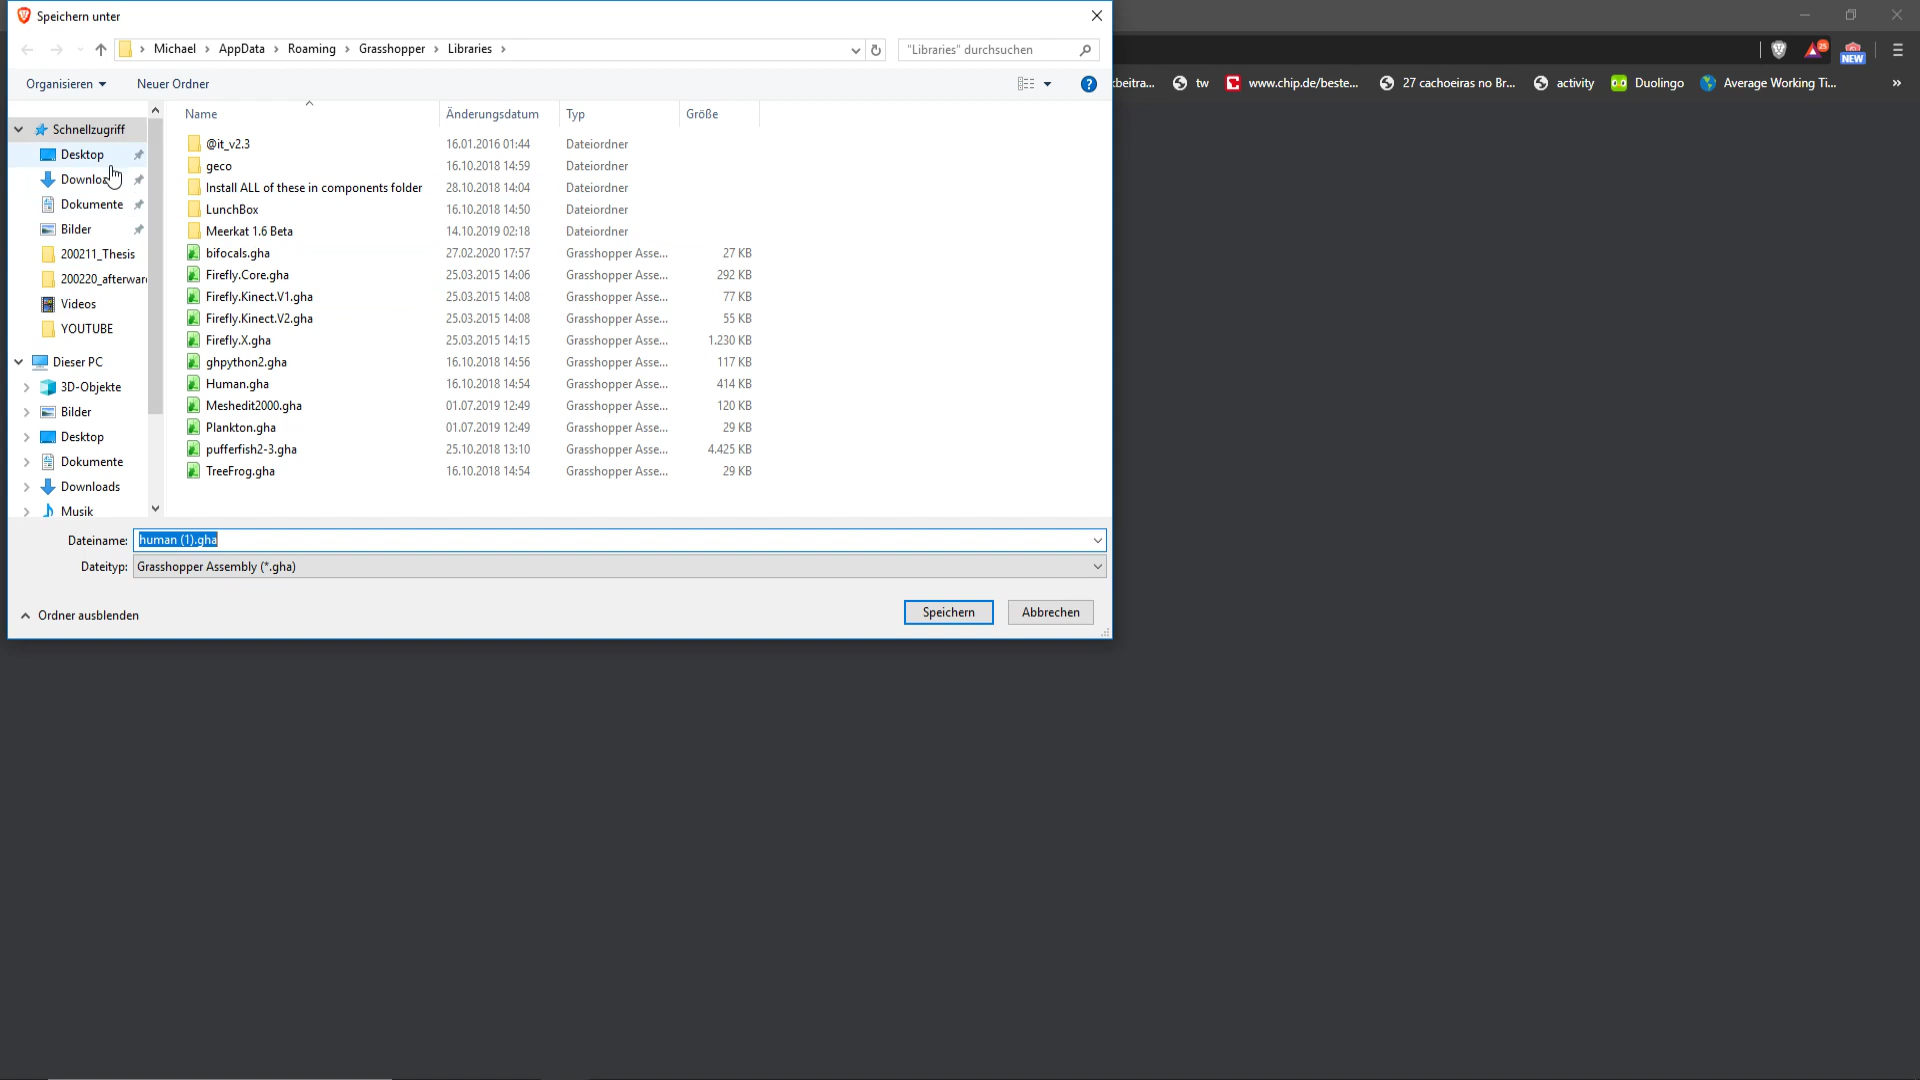 Speichern unter
Michael > AppData > Roaming > Grasshopper > Libraries >
"Libraries" durchsuchen
NEW
25
Organisieren
Neuer Ordner
tw
www.chip.de/beste...
27 cachoeiras no Br...
activity
Duolingo
Average Working Ti...
»
Name Änderungsdatum Typ Größe
Schnellzugriff
Desktop
Dokumente
Bilder
200211_Thesis
Videos
YOUTUBE
Dieser PC
3D-Objekte
Bilder
Desktop
Dokumente
Downloads
Musik
@it_v2.3 16.01.2016 01:44 Dateiordner
geco 16.10.2018 14:59 Dateiordner
Install ALL of these in components folder 28.10.2018 14:04 Dateiordner
LunchBox 16.10.2018 14:50 Dateiordner
Meerkat 1.6 Beta 14.10.2019 02:18 Dateiordner
bifocals.gha 27.02.2020 17:57 Grasshopper Asse... 27 KB
Firefly.Core.gha 25.03.2015 14:06 Grasshopper Asse... 292 KB
Firefly.Kinect.V1.gha 25.03.2015 14:08 Grasshopper Asse... 77 KB
Firefly.Kinect.V2.gha 25.03.2015 14:08 Grasshopper Asse... 55 KB
Firefly.X.gha 25.03.2015 14:15 Grasshopper Asse... 1.230 KB
ghpython2.gha 16.10.2018 14:56 Grasshopper Asse... 117 KB
Human.gha 16.10.2018 14:54 Grasshopper Asse... 414 KB
Meshedit2000.gha 01.07.2019 12:49 Grasshopper Asse... 120 KB
Plankton.gha 01.07.2019 12:49 Grasshopper Asse... 29 KB
pufferfish2-3.gha 25.10.2018 13:10 Grasshopper Asse... 4.425 KB
TreeFrog.gha 16.10.2018 14:54 Grasshopper Asse... 29 KB
Dateiname: human (1).gha
Dateityp: Grasshopper Assembly (*.gha)
Ordner ausblenden
Speichern
Abbrechen